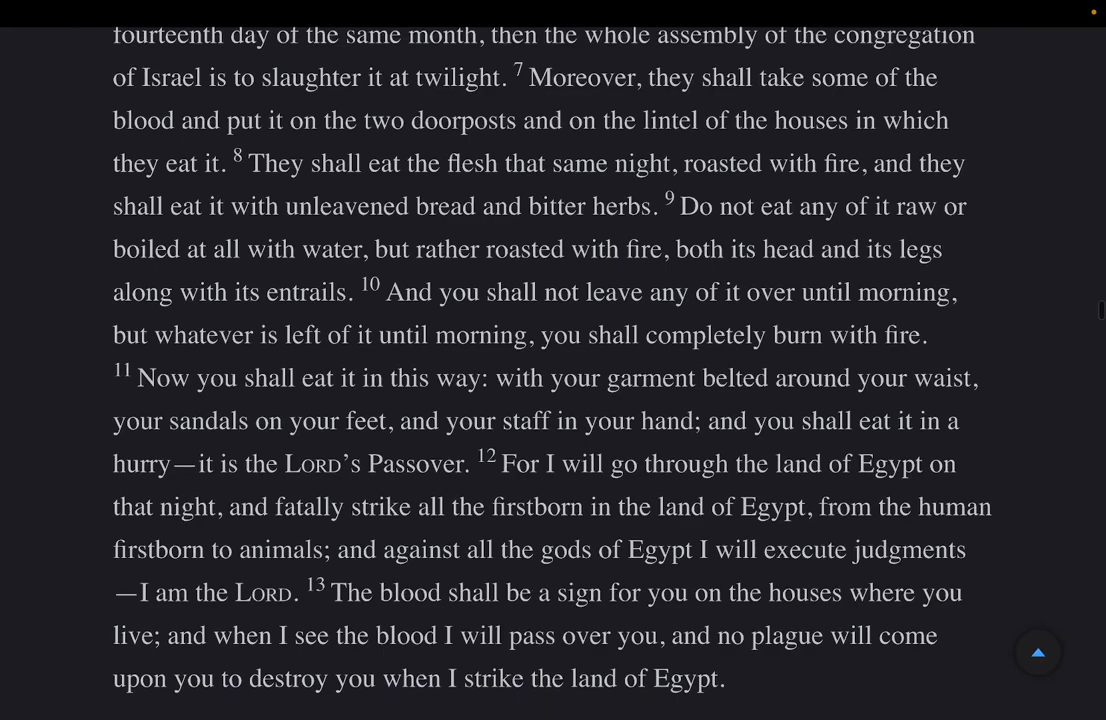 fourteenth day of the same month, then the whole assembly of the congregation
of Israel is to slaughter it at twilight. 7 Moreover, they shall take some of the
blood and put it on the two doorposts and on the lintel of the houses in which
they eat it. 8 They shall eat the flesh that same night, roasted with fire, and they
shall eat it with unleavened bread and bitter herbs. 9 Do not eat any of it raw or
boiled at all with water, but rather roasted with fire, both its head and its legs
along with its entrails. 10 And you shall not leave any of it over until morning,
but whatever is left of it until morning, you shall completely burn with fire.
11 Now you shall eat it in this way: with your garment belted around your waist,
your sandals on your feet, and your staff in your hand; and you shall eat it in a
hurry—it is the LORD’s Passover. 12 For I will go through the land of Egypt on
that night, and fatally strike all the firstborn in the land of Egypt, from the human
firstborn to animals; and against all the gods of Egypt I will execute judgments
—I am the LORD. 13 The blood shall be a sign for you on the houses where you
live; and when I see the blood I will pass over you, and no plague will come
upon you to destroy you when I strike the land of Egypt.